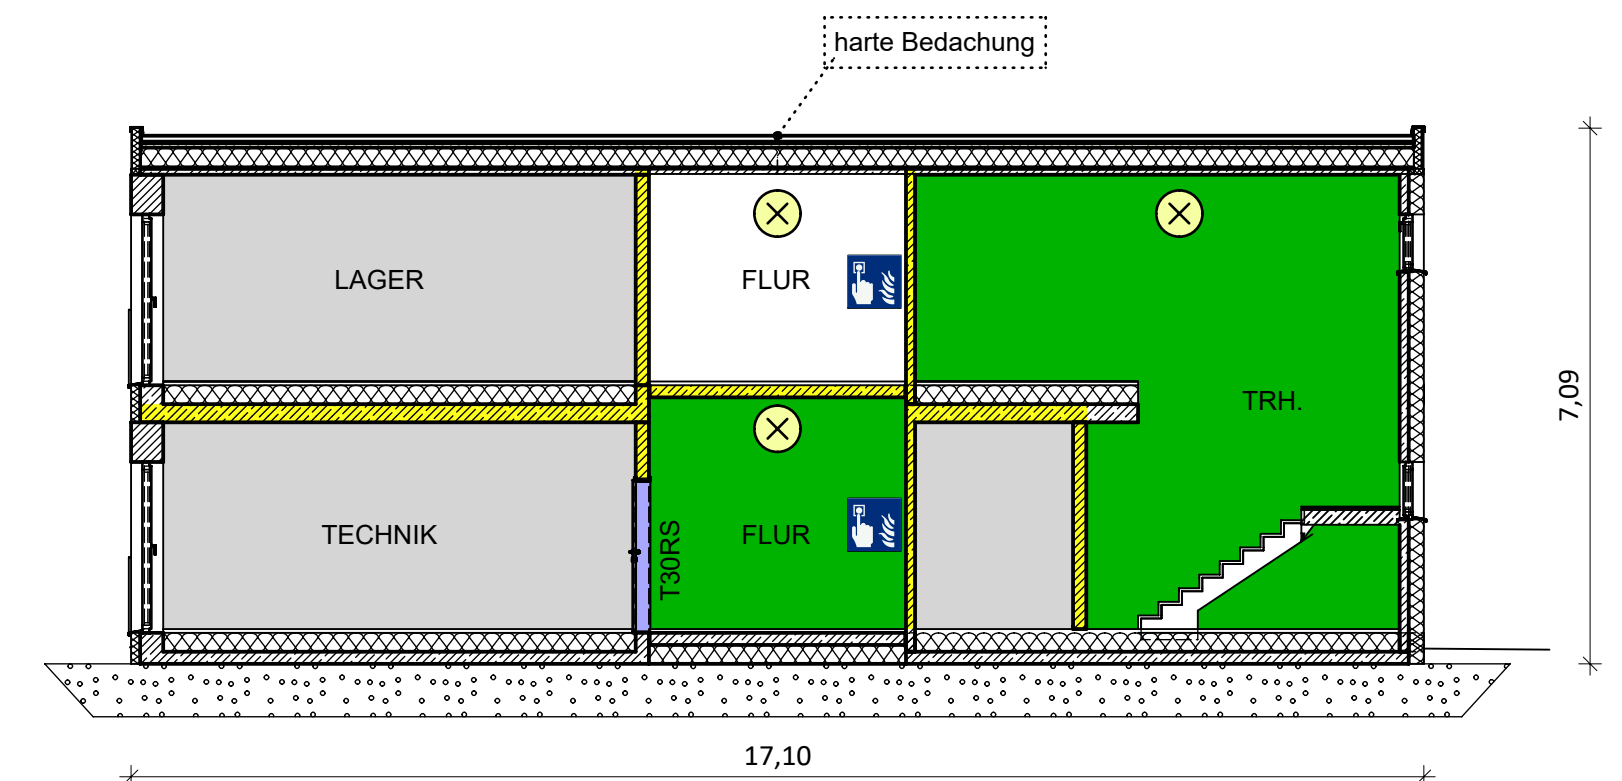 harte Bedachung
LAGER
FLUR
TRH.
7,09
TECHNIK
T30RS
FLUR
17,10